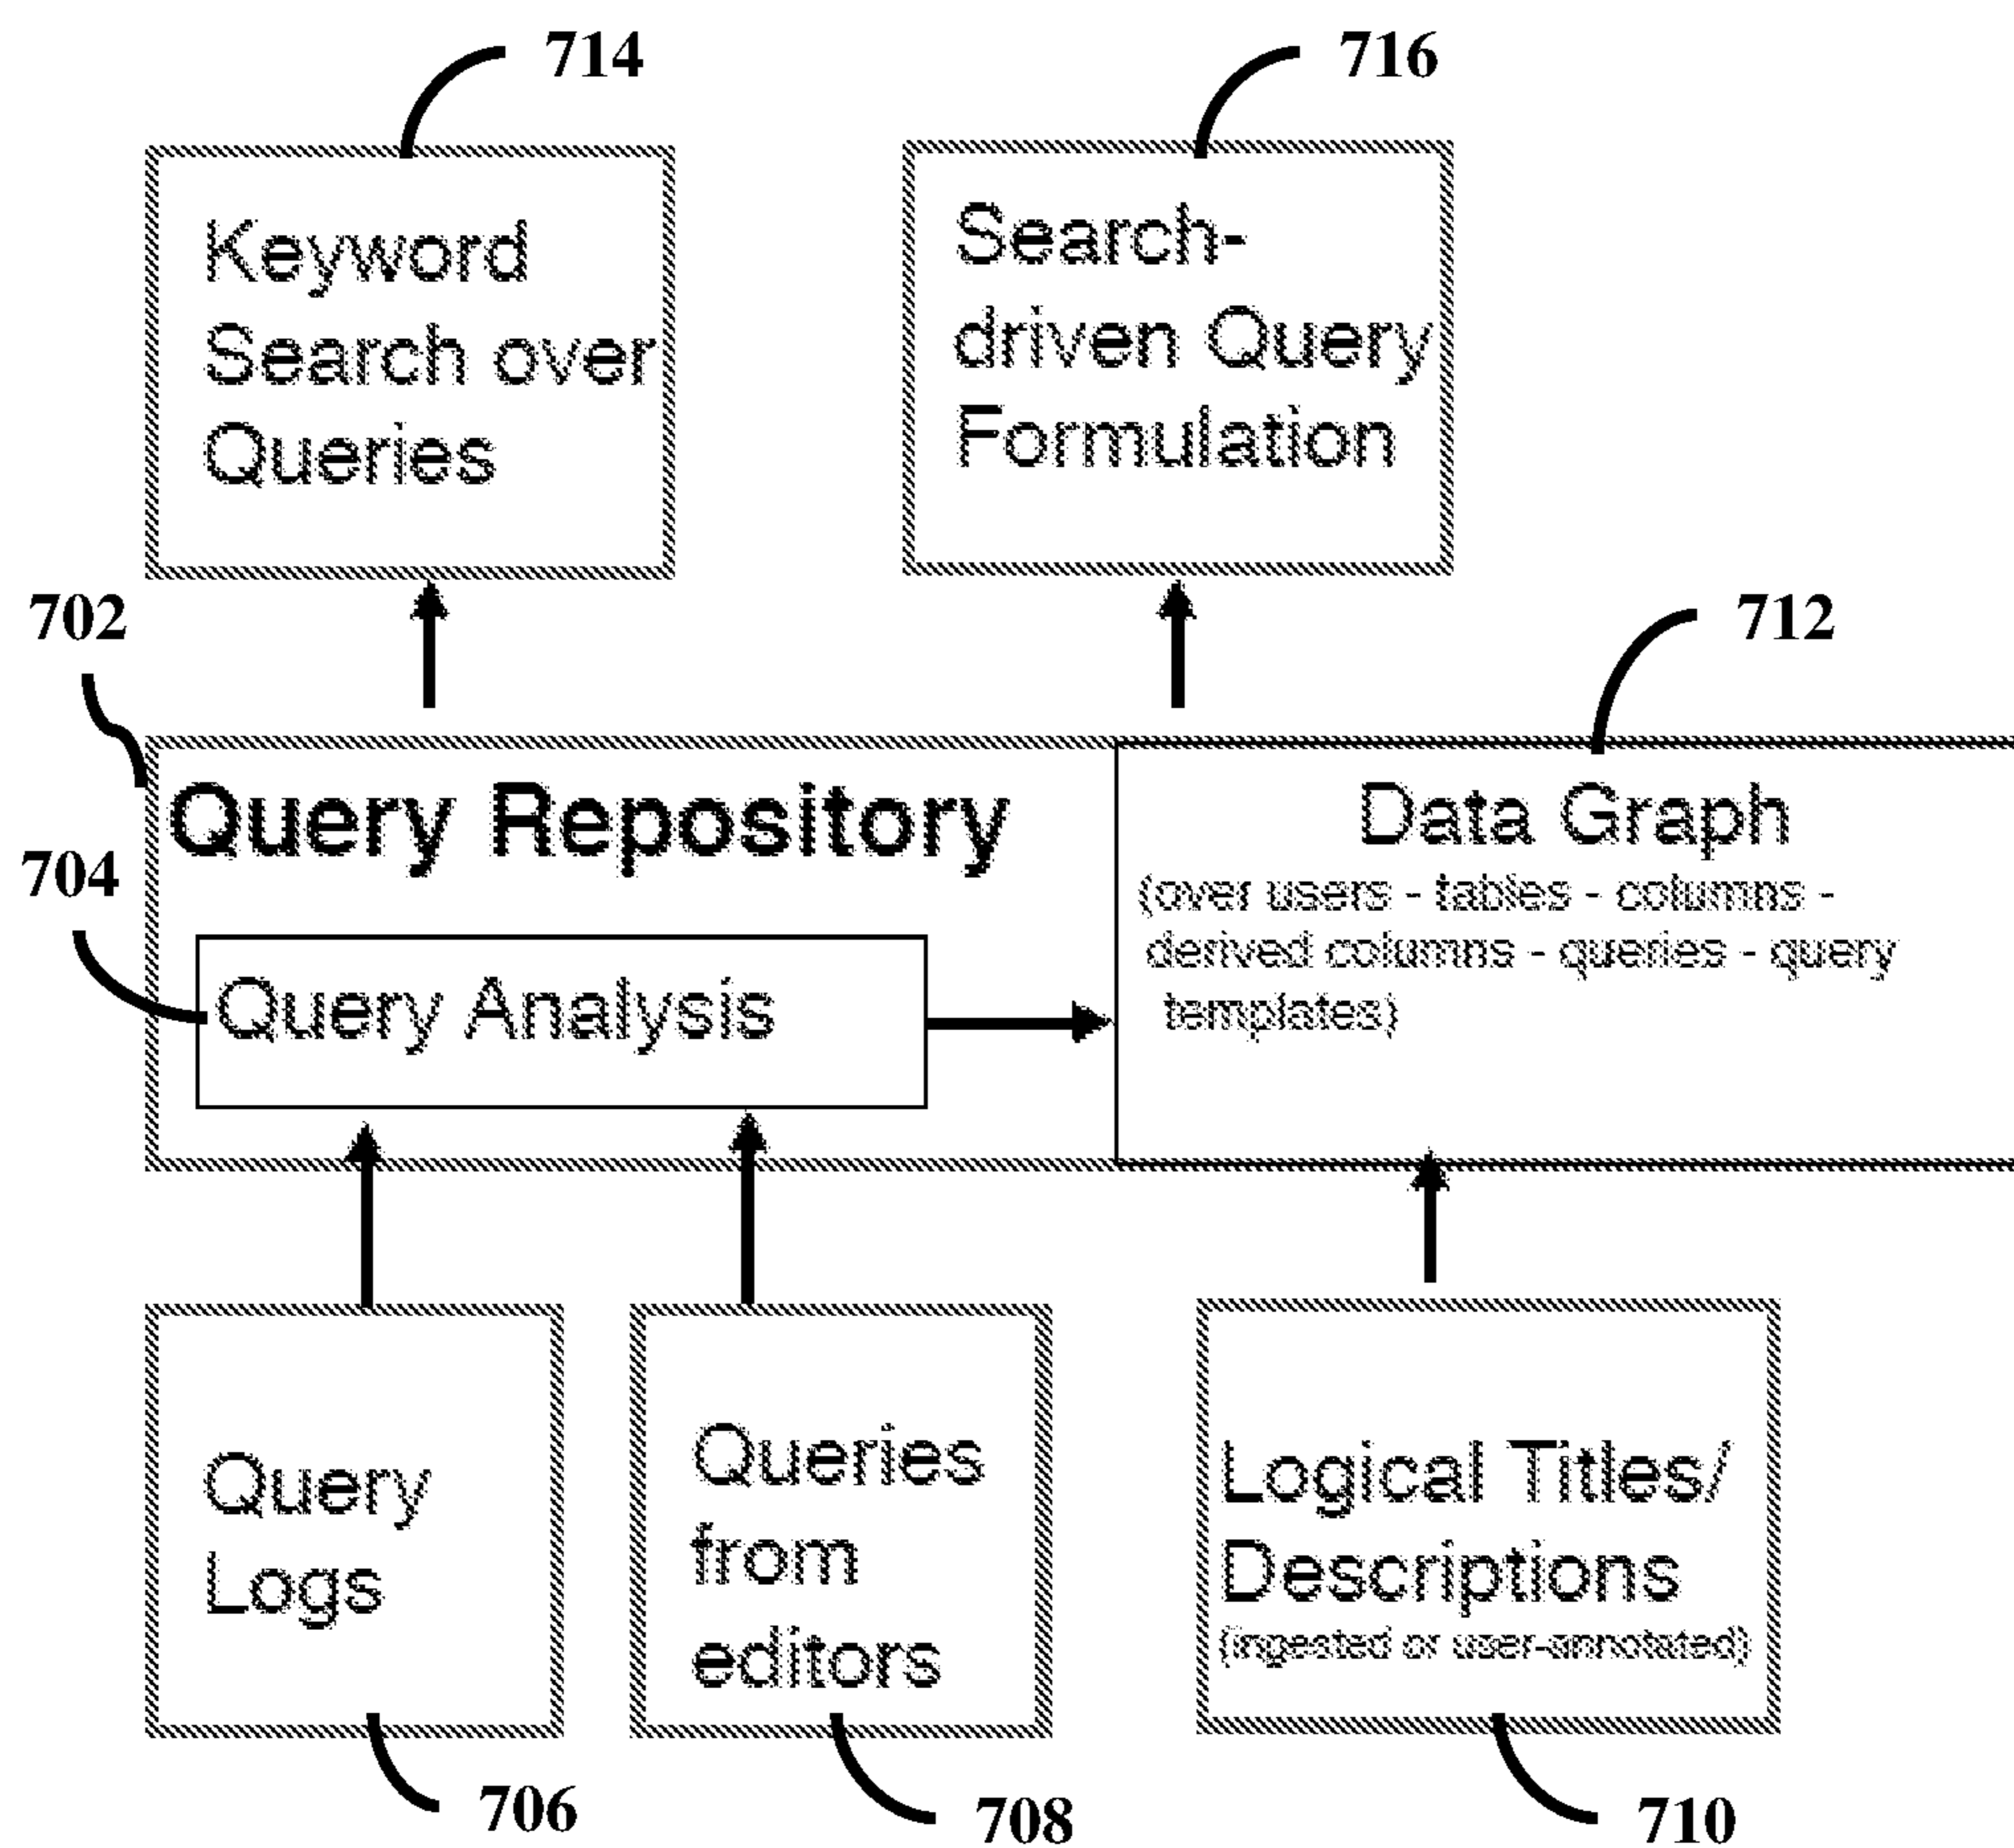 714
716
Keyword
Search over
Queries
Search-
driven Query
Formulation
702
712
Query Repository
Data Graph
(over users - tables - columns -
derived columns - queries - query
templates)
704
Query Analysis
Query
Logs
Queries
from
editors
Logical Titles/
Descriptions
(ingested or user-annotated)
706
708
710